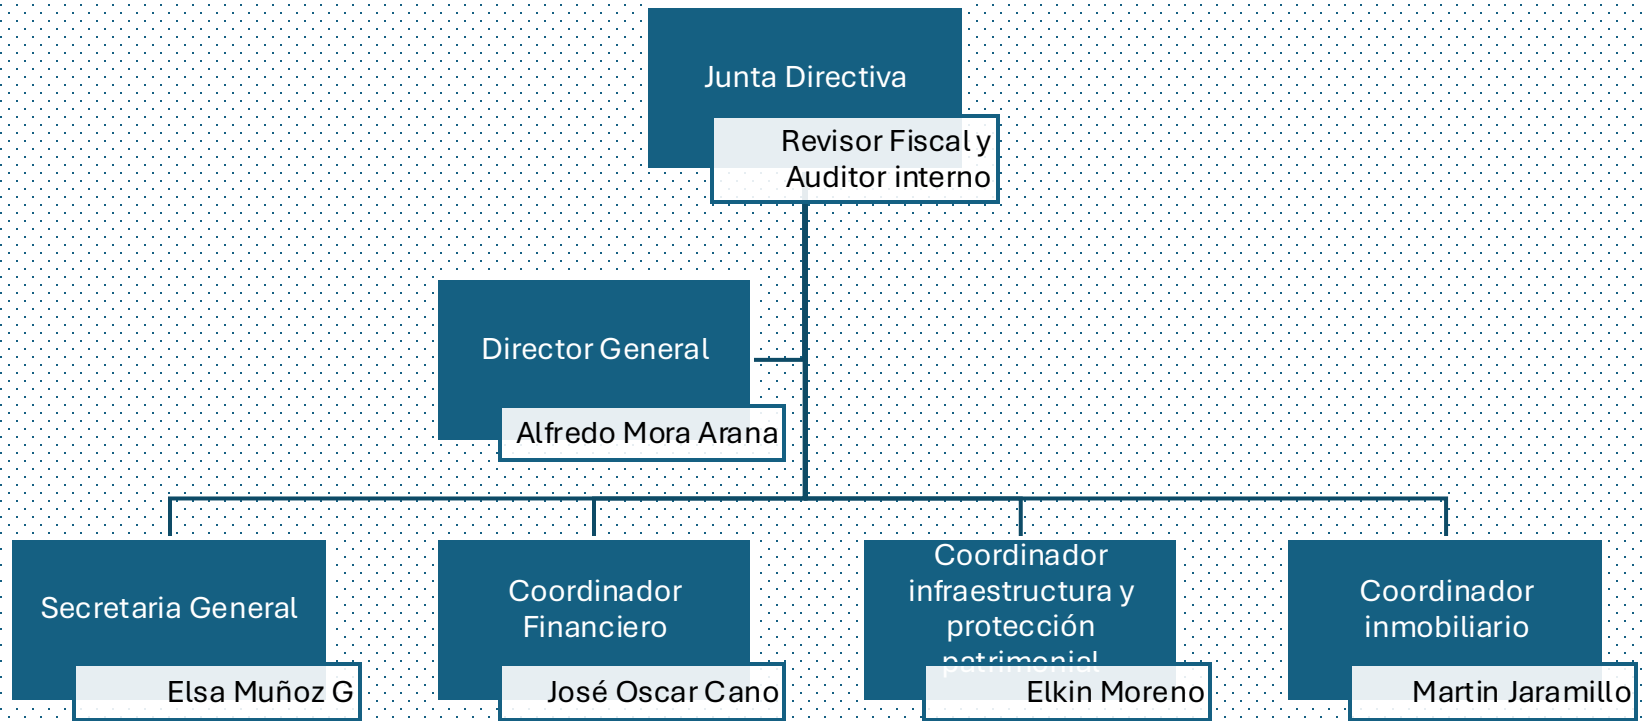 Junta Directiva
Revisor Fiscal y
Auditor interno
Director General
Alfredo Mora Arana
Secretaria General
Elsa Muñoz G
Coordinador
Financiero
José Oscar Cano
Coordinador
infraestructura y
protección
patrimonial
Elkin Moreno
Coordinador
inmobiliario
Martin Jaramillo